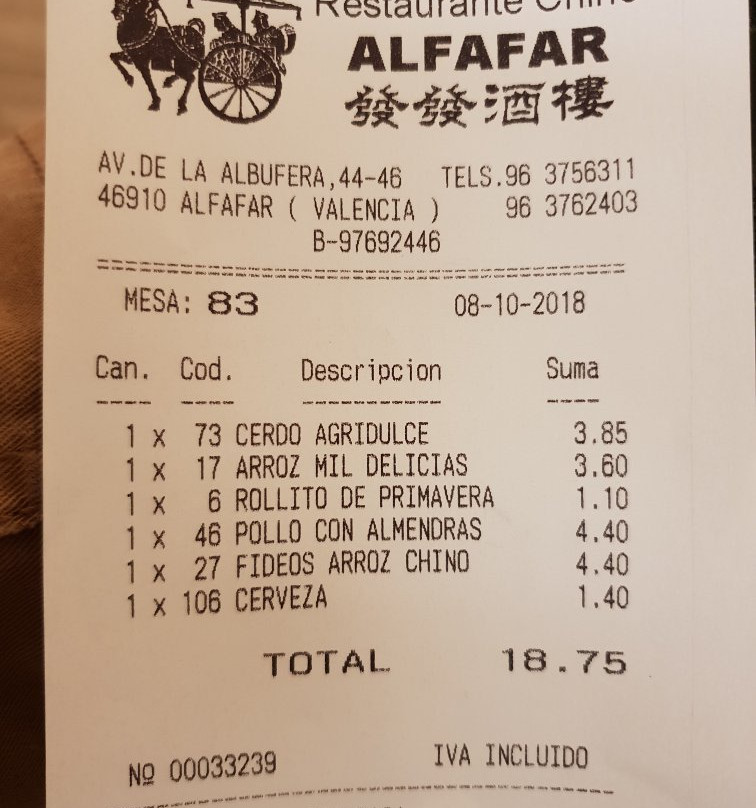 Restaurante Chino
ALFAFAR
發發酒樓
AV.DE LA ALBUFERA,44-46 TELS.96 3756311
46910 ALFAFAR ( VALENCIA ) 96 3762403
B-97692446
MESA: 83 08-10-2018
Can. Cod. Descripcion Suma
1 x 73 CERDO AGRIDULCE 3.85
1 x 17 ARROZ MIL DELICIAS 3.60
1 x 6 ROLLITO DE PRIMAVERA 1.10
1 x 46 POLLO CON ALMENDRAS 4.40
1 x 27 FIDEOS ARROZ CHINO 4.40
1 x 106 CERVEZA 1.40
TOTAL 18.75
Nº 00033239 IVA INCLUIDO